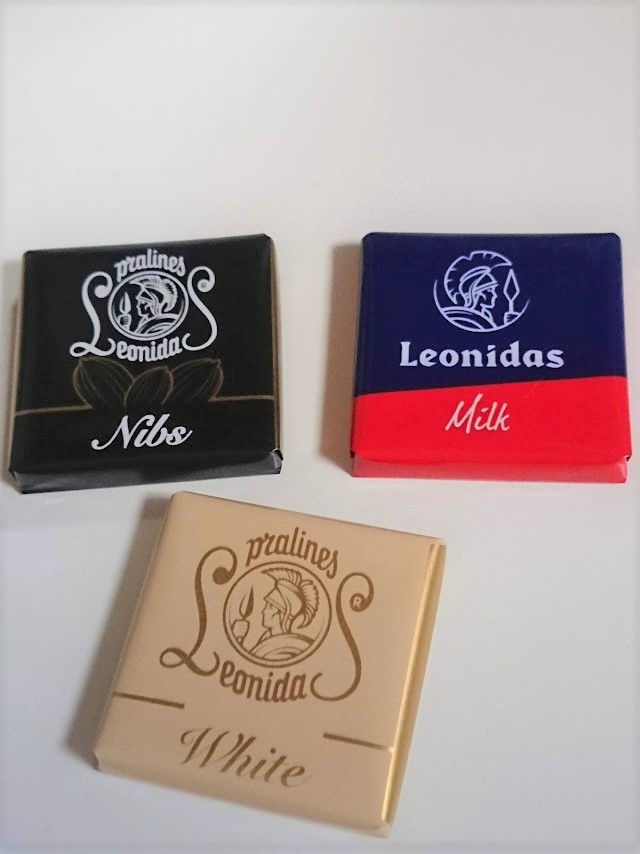 pralines
Leonidas
Nibs
Leonidas
Milk
pralines
Leonidas
®
White